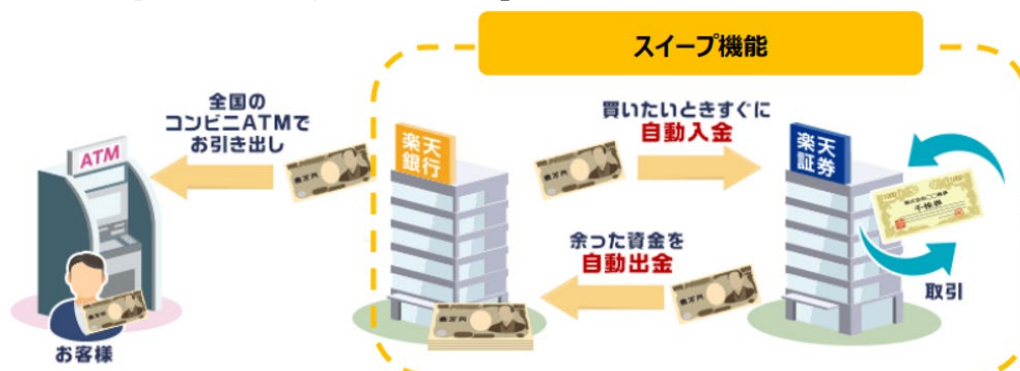 スイープ機能
全国の
コンビニATMで
お引き出し
ATM
お客様
楽天
銀行
買いたいときすぐに
自動入金
余った資金を
自動出金
楽天
証券
千株券
取引